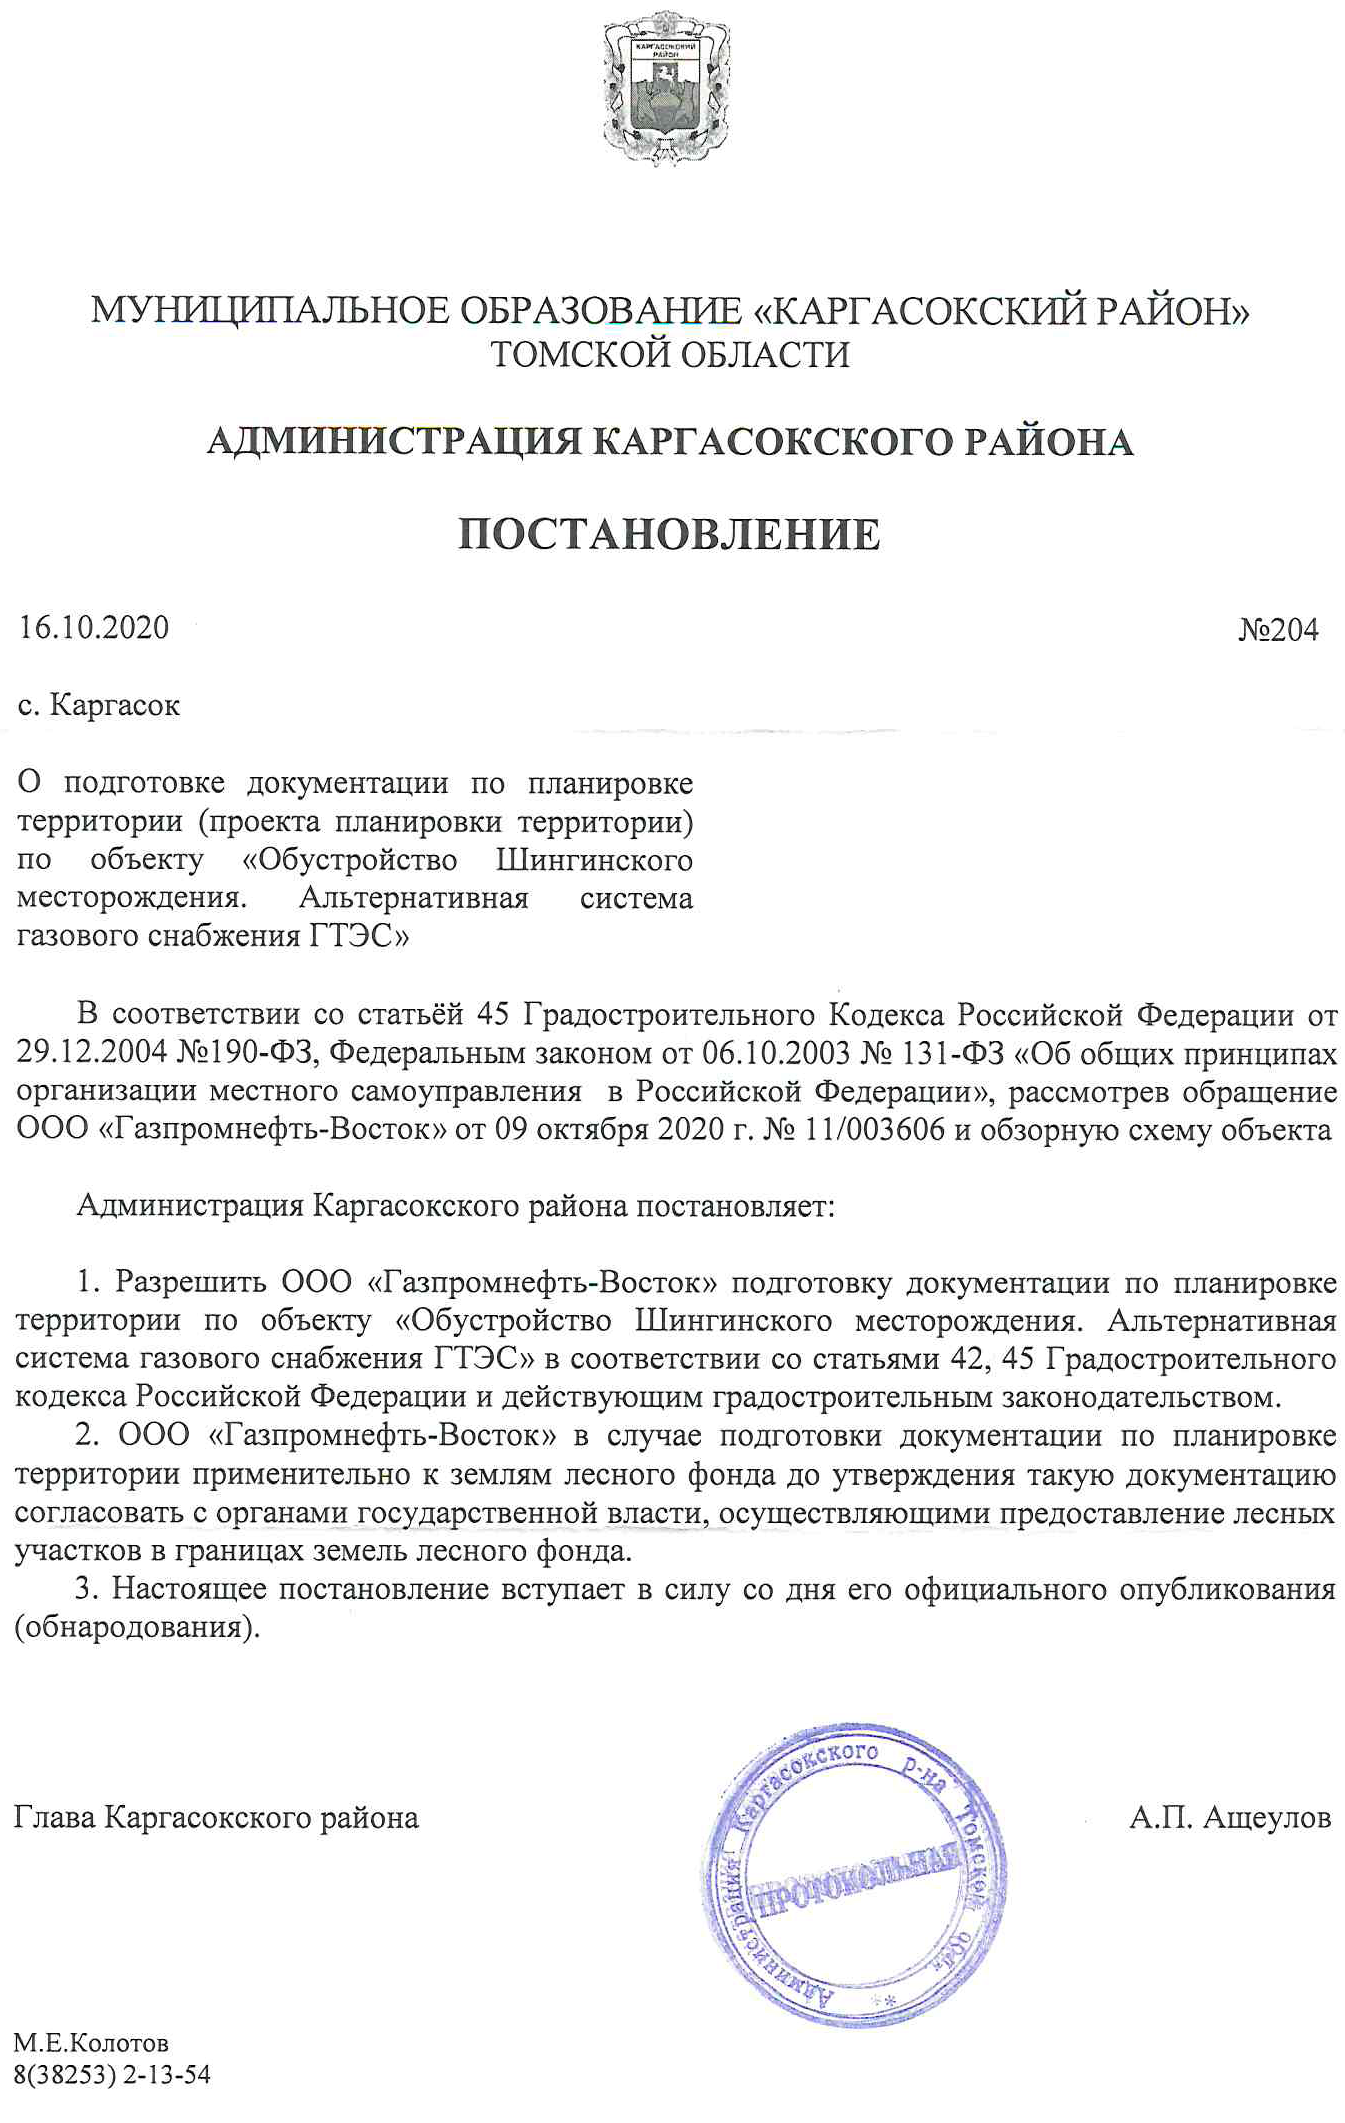 КАРГАСОКСКИЙ
РАЙОН
МУНИЦИПАЛЬНОЕ ОБРАЗОВАНИЕ «КАРГАСОКСКИЙ РАЙОН»
ТОМСКОЙ ОБЛАСТИ
АДМИНИСТРАЦИЯ КАРГАСОКСКОГО РАЙОНА
ПОСТАНОВЛЕНИЕ
16.10.2020 №204
с. Каргасок
О подготовке документации по планировке
территории (проекта планировки территории)
по объекту «Обустройство Шингинского
месторождения. Альтернативная система
газового снабжения ГТЭС»
В соответствии со статьёй 45 Градостроительного Кодекса Российской Федерации от
29.12.2004 №190-ФЗ, Федеральным законом от 06.10.2003 № 131-ФЗ «Об общих принципах
организации местного самоуправления в Российской Федерации», рассмотрев обращение
ООО «Газпромнефть-Восток» от 09 октября 2020 г. № 11/003606 и обзорную схему объекта
Администрация Каргасокского района постановляет:
1. Разрешить ООО «Газпромнефть-Восток» подготовку документации по планировке
территории по объекту «Обустройство Шингинского месторождения. Альтернативная
система газового снабжения ГТЭС» в соответствии со статьями 42, 45 Градостроительного
кодекса Российской Федерации и действующим градостроительным законодательством.
2. ООО «Газпромнефть-Восток» в случае подготовки документации по планировке
территории применительно к землям лесного фонда до утверждения такую документацию
согласовать с органами государственной власти, осуществляющими предоставление лесных
участков в границах земель лесного фонда.
3. Настоящее постановление вступает в силу со дня его официального опубликования
(обнародования).
Глава Каргасокского района А.П. Ащеулов
Администрация Каргасокского р-на Томской обл. **
ПРОТОКОЛЬНАЯ
М.Е.Колотов
8(38253) 2-13-54